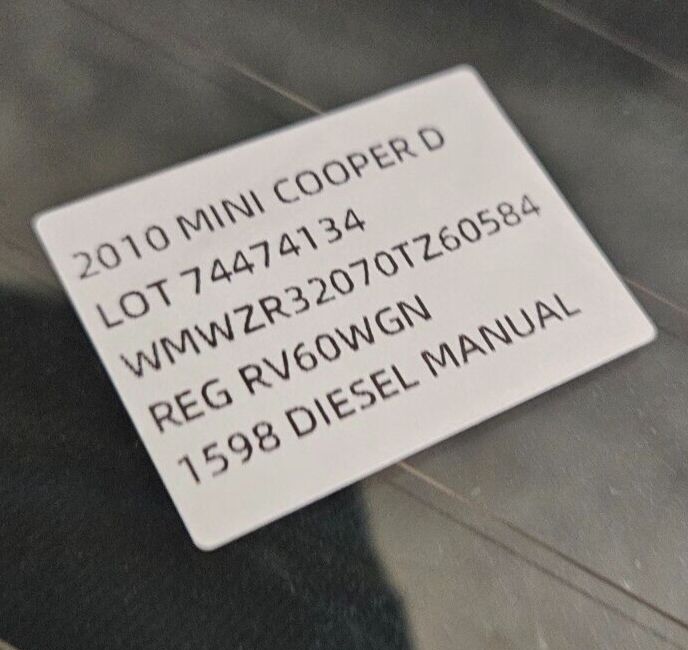 2010 MINI COOPER D
LOT 74474134
WMWZR32070TZ60584
REG RV60WGN
1598 DIESEL MANUAL